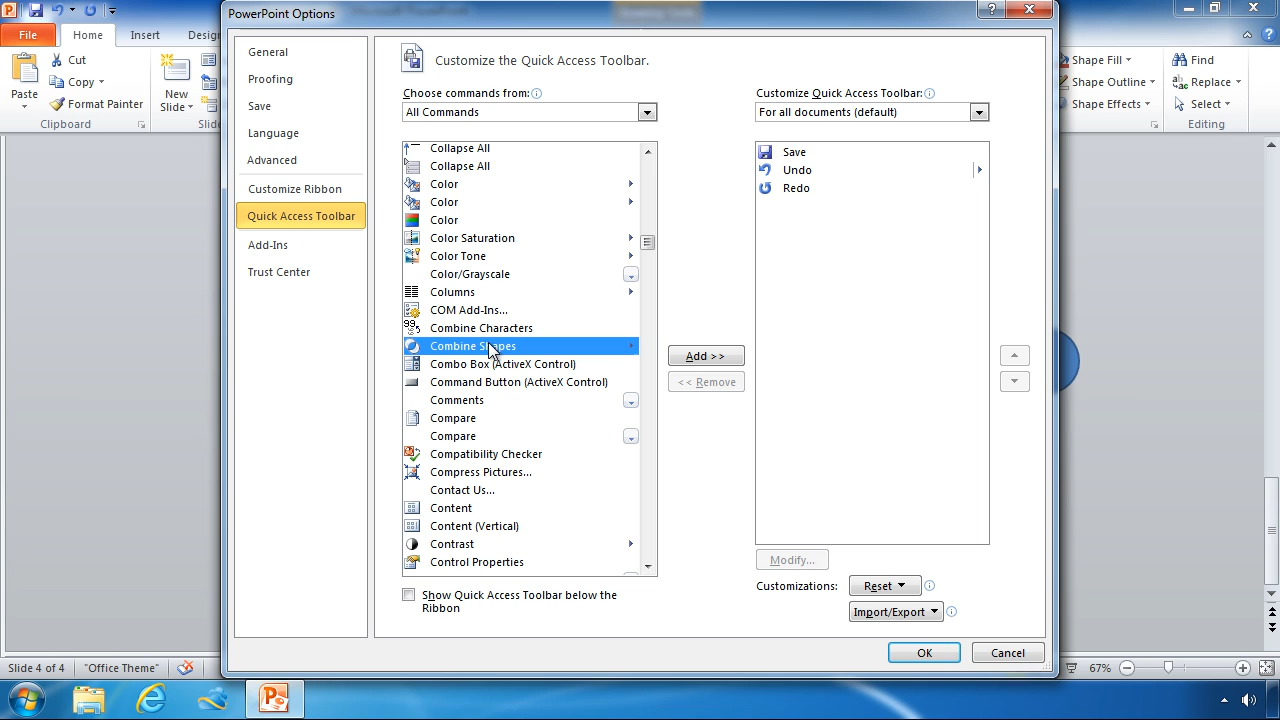 PowerPoint Options
File
Home
Insert
Design
Cut
Copy
Format Painter
Paste
Clipboard
New
Slide
Shape Fill
Shape Outline
Shape Effects
Find
Replace
Select
Editing
General
Proofing
Save
Language
Advanced
Customize Ribbon
Quick Access Toolbar
Add-Ins
Trust Center
Customize the Quick Access Toolbar.
Choose commands from:
All Commands
Collapse All
Collapse All
Color
Color
Color
Color Saturation
Color Tone
Color/Grayscale
Columns
COM Add-Ins...
Combine Characters
Combine Shapes
Combo Box (ActiveX Control)
Command Button (ActiveX Control)
Comments
Compare
Compare
Compatibility Checker
Compress Pictures...
Contact Us...
Content
Content (Vertical)
Contrast
Control Properties
Show Quick Access Toolbar below the
Ribbon
Add >>
<< Remove
Customize Quick Access Toolbar:
For all documents (default)
Save
Undo
Redo
Modify...
Customizations:
Reset
Import/Export
OK
Cancel
Slide 4 of 4
"Office Theme"
67%